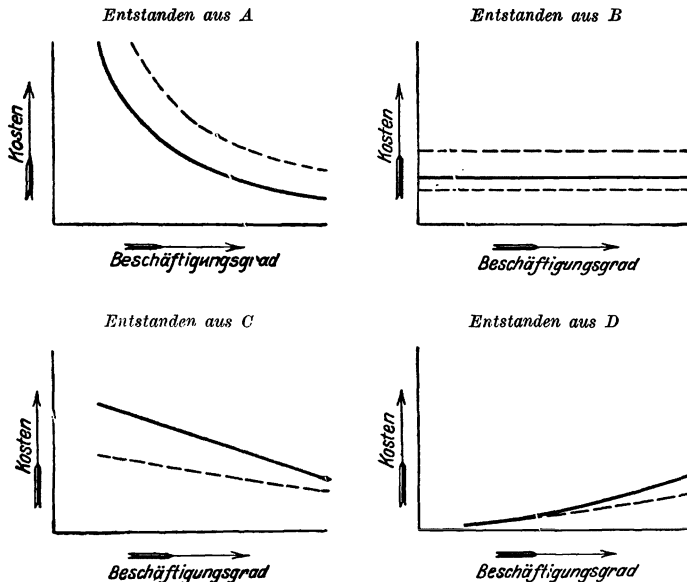 Entstanden aus A
Entstanden aus B
Kosten
Beschäftigungsgrad
Kosten
Beschäftigungsgrad
Entstanden aus C
Entstanden aus D
Kosten
Beschäftigungsgrad
Kosten
Beschäftigungsgrad